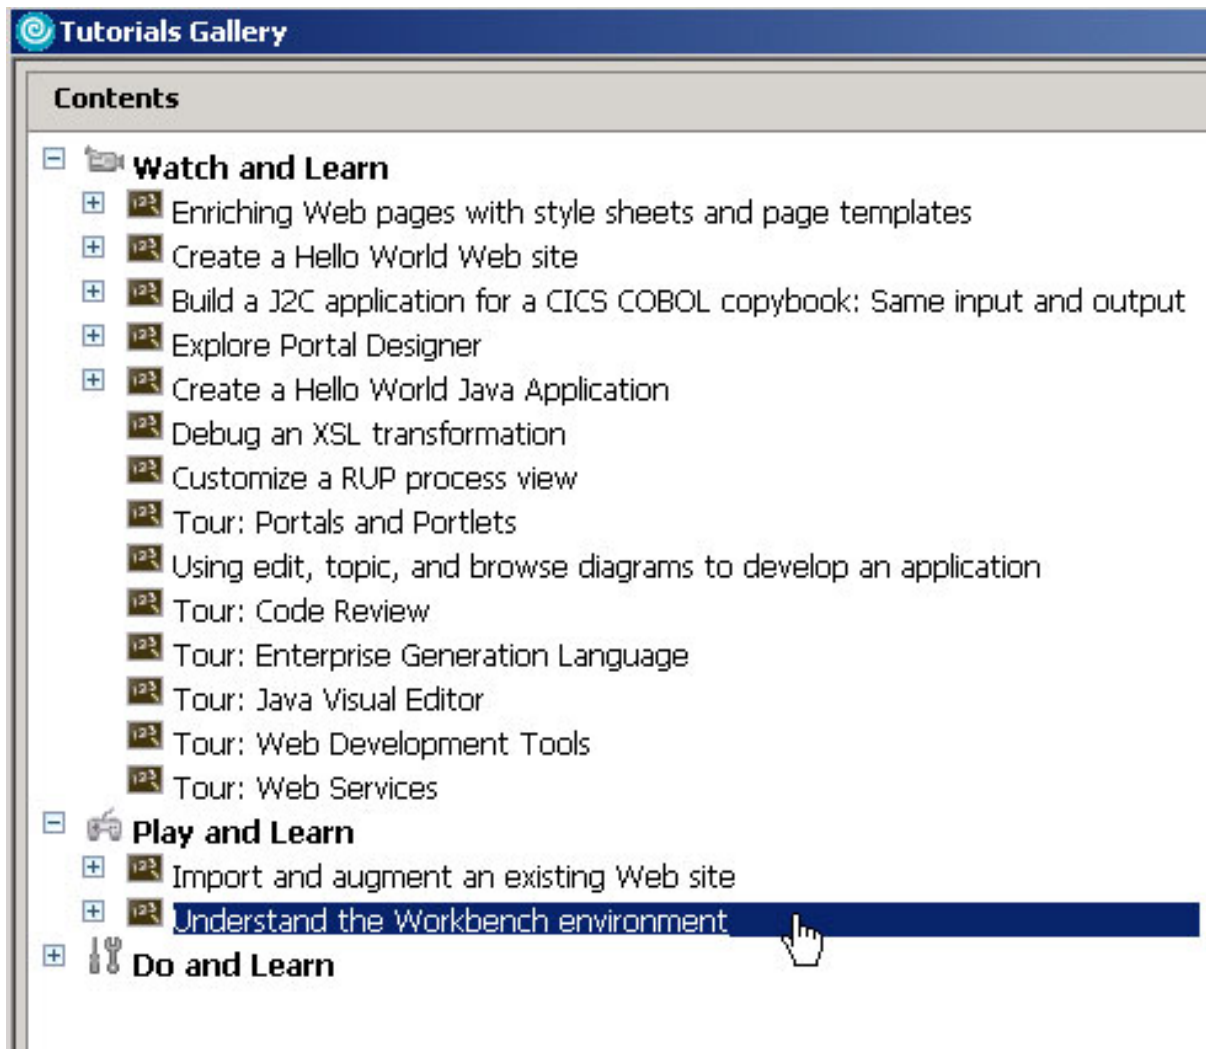 Tutorials Gallery
Contents
Watch and Learn
Enriching Web pages with style sheets and page templates
Create a Hello World Web site
Build a J2C application for a CICS COBOL copybook: Same input and output
Explore Portal Designer
Create a Hello World Java Application
Debug an XSL transformation
Customize a RUP process view
Tour: Portals and Portlets
Using edit, topic, and browse diagrams to develop an application
Tour: Code Review
Tour: Enterprise Generation Language
Tour: Java Visual Editor
Tour: Web Development Tools
Tour: Web Services
Play and Learn
Import and augment an existing Web site
Understand the Workbench environment
Do and Learn